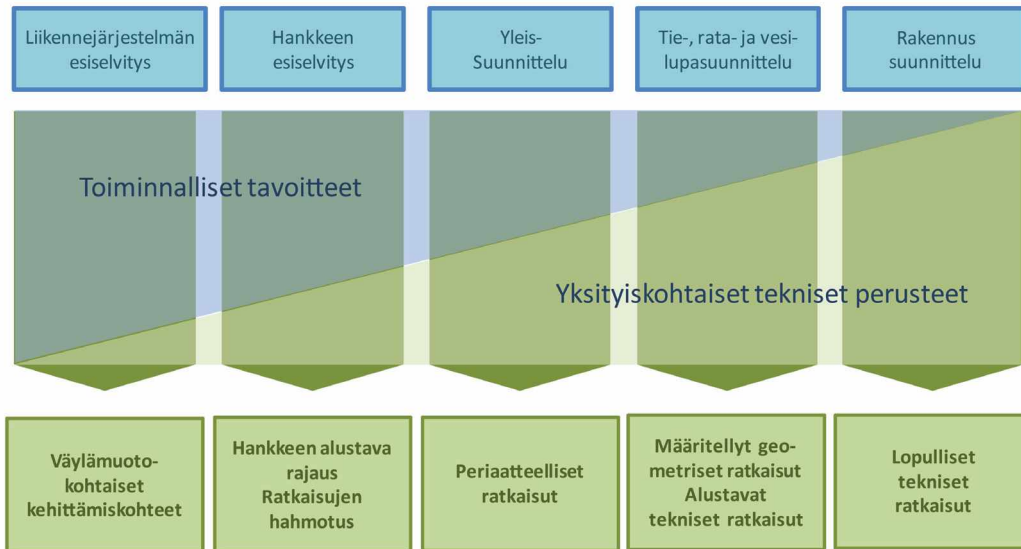 Liikennejärjestelmän
esiselvitys
Hankkeen
esiselvitys
Yleis-
Suunnittelu
Tie-, rata- ja vesi-
lupasuunnittelu
Rakennus
suunnittelu
Toiminnalliset tavoitteet
Yksityiskohtaiset tekniset perusteet
Väylämuoto-
kohtaiset
kehittämiskohteet
Hankkeen alustava
rajaus
Ratkaisujen
hahmotus
Periaatteelliset
ratkaisut
Määritellyt geo-
metriset ratkaisut
Alustavat
tekniset ratkaisut
Lopulliset
tekniset
ratkaisut